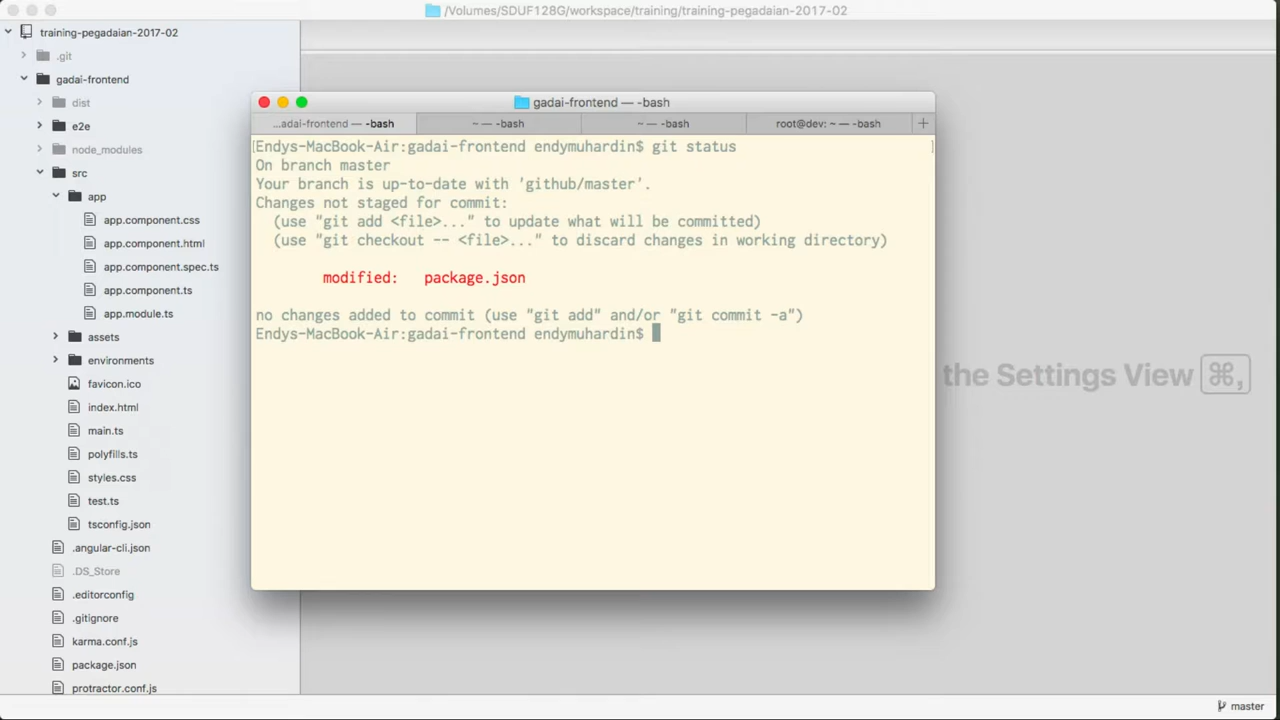 /Volumes/SDUF128G/workspace/training/training-pegadaian-2017-02
training-pegadaian-2017-02
.git
gadai-frontend
dist
e2e
node_modules
src
app
app.component.css
app.component.html
app.component.spec.ts
app.component.ts
app.module.ts
assets
environments
favicon.ico
index.html
main.ts
polyfills.ts
styles.css
test.ts
tsconfig.json
.angular-cli.json
.DS_Store
.editorconfig
.gitignore
karma.conf.js
package.json
protractor.conf.js
gadai-frontend — -bash
...adai-frontend — -bash
~ — -bash
~ — -bash
root@dev: ~ — -bash
+
[Endys-MacBook-Air:gadai-frontend endymuhardin$ git status ]
On branch master
Your branch is up-to-date with 'github/master'.
Changes not staged for commit:
(use "git add <file>..." to update what will be committed)
(use "git checkout -- <file>..." to discard changes in working directory)
modified: package.json
no changes added to commit (use "git add" and/or "git commit -a")
Endys-MacBook-Air:gadai-frontend endymuhardin$
the Settings View ⌘,
master